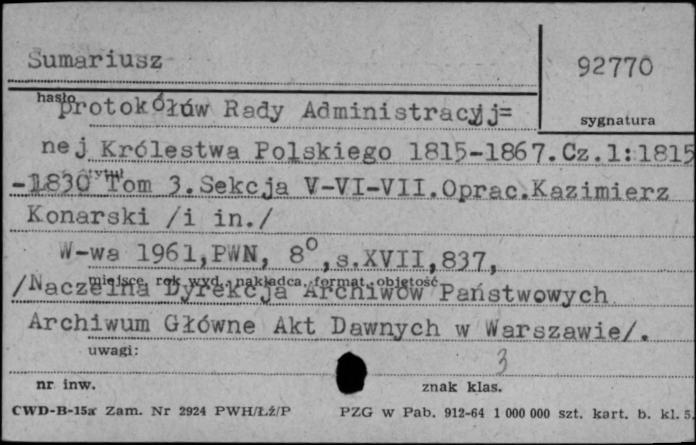 Sumariusz
92770
hasło
protokółów Rady Administracyj=
sygnatura
nej Królestwa Polskiego 1815-1867.Cz.1:1815
tytuł
-1830 Tom 3.Sekcja V-VI-VII.Oprac.Kazimierz
Konarski /i in./
W-wa 1961,PWN, 8°,s.XVII,837,
miejsce, rok wyd., nakładca, format, objętość
/Naczelna Dyrekcja Archiwów Państwowych
Archiwum Główne Akt Dawnych w Warszawie/.
uwagi:
3
nr inw.
znak klas.
CWD-B-15a Zam. Nr 2924 PWH/Łź/P PZG w Pab. 912-64 1 000 000 szt. kart. b. kl. 5.